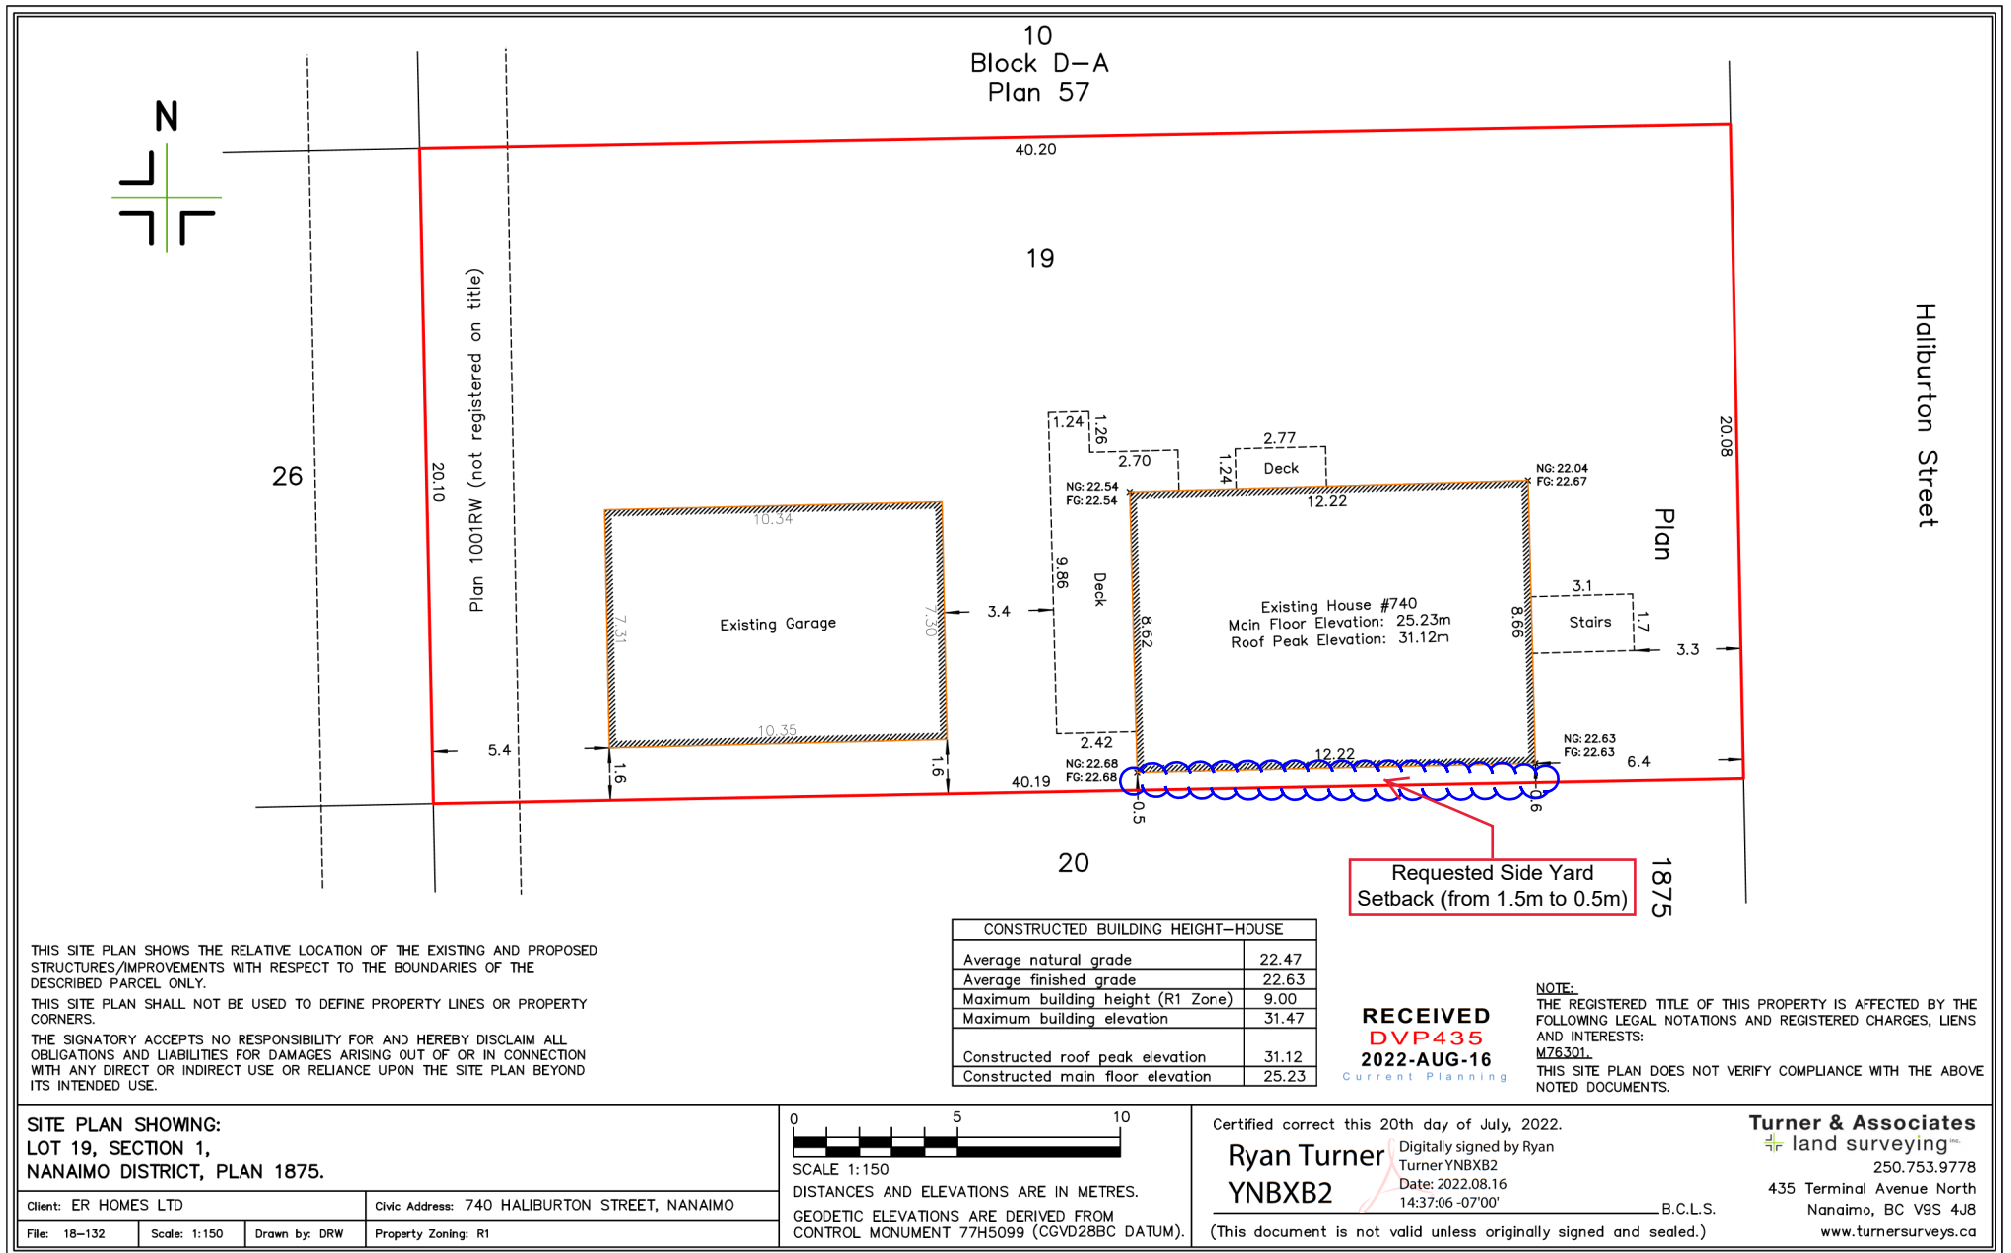 10
Block D-A
Plan 57
N
40.20
19
26
Plan 1001RW (not registered on title)
20.10
Haliburton Street
20.08
Plan
1875
1.24
1.26
2.70
2.77
1.24
Deck
NG: 22.54
FG: 22.54
NG: 22.04
FG: 22.67
12.22
10.34
7.31
7.30
Existing Garage
10.35
3.4
9.86
Deck
8.62
Existing House #740
Main Floor Elevation: 25.23m
Roof Peak Elevation: 31.12m
8.66
3.1
Stairs
1.7
3.3
5.4
1.6
1.6
2.42
NG: 22.68
FG: 22.68
12.22
NG: 22.63
FG: 22.63
6.4
40.19
0.5
0.6
20
Requested Side Yard
Setback (from 1.5m to 0.5m)
THIS SITE PLAN SHOWS THE RELATIVE LOCATION OF THE EXISTING AND PROPOSED
STRUCTURES/IMPROVEMENTS WITH RESPECT TO THE BOUNDARIES OF THE
DESCRIBED PARCEL ONLY.
THIS SITE PLAN SHALL NOT BE USED TO DEFINE PROPERTY LINES OR PROPERTY
CORNERS.
THE SIGNATORY ACCEPTS NO RESPONSIBILITY FOR AND HEREBY DISCLAIM ALL
OBLIGATIONS AND LIABILITIES FOR DAMAGES ARISING OUT OF OR IN CONNECTION
WITH ANY DIRECT OR INDIRECT USE OR RELIANCE UPON THE SITE PLAN BEYOND
ITS INTENDED USE.
CONSTRUCTED BUILDING HEIGHT-HOUSE
Average natural grade 22.47
Average finished grade 22.63
Maximum building height (R1 Zone) 9.00
Maximum building elevation 31.47
Constructed roof peak elevation 31.12
Constructed main floor elevation 25.23
RECEIVED
DVP435
2022-AUG-16
Current Planning
NOTE:
THE REGISTERED TITLE OF THIS PROPERTY IS AFFECTED BY THE
FOLLOWING LEGAL NOTATIONS AND REGISTERED CHARGES, LIENS
AND INTERESTS:
M76301.
THIS SITE PLAN DOES NOT VERIFY COMPLIANCE WITH THE ABOVE
NOTED DOCUMENTS.
SITE PLAN SHOWING:
LOT 19, SECTION 1,
NANAIMO DISTRICT, PLAN 1875.
Client: ER HOMES LTD
Civic Address: 740 HALIBURTON STREET, NANAIMO
File: 18-132
Scale: 1:150
Drawn by: DRW
Property Zoning: R1
0 5 10
SCALE 1:150
DISTANCES AND ELEVATIONS ARE IN METRES.
GEODETIC ELEVATIONS ARE DERIVED FROM
CONTROL MONUMENT 77H5099 (CGVD28BC DATUM).
Certified correct this 20th day of July, 2022.
Ryan Turner
YNBXB2
Digitally signed by Ryan
Turner YNBXB2
Date: 2022.08.16
14:37:06 -07'00'
B.C.L.S.
(This document is not valid unless originally signed and sealed.)
Turner & Associates
land surveying inc.
250.753.9778
435 Terminal Avenue North
Nanaimo, BC V9S 4J8
www.turnersurveys.ca